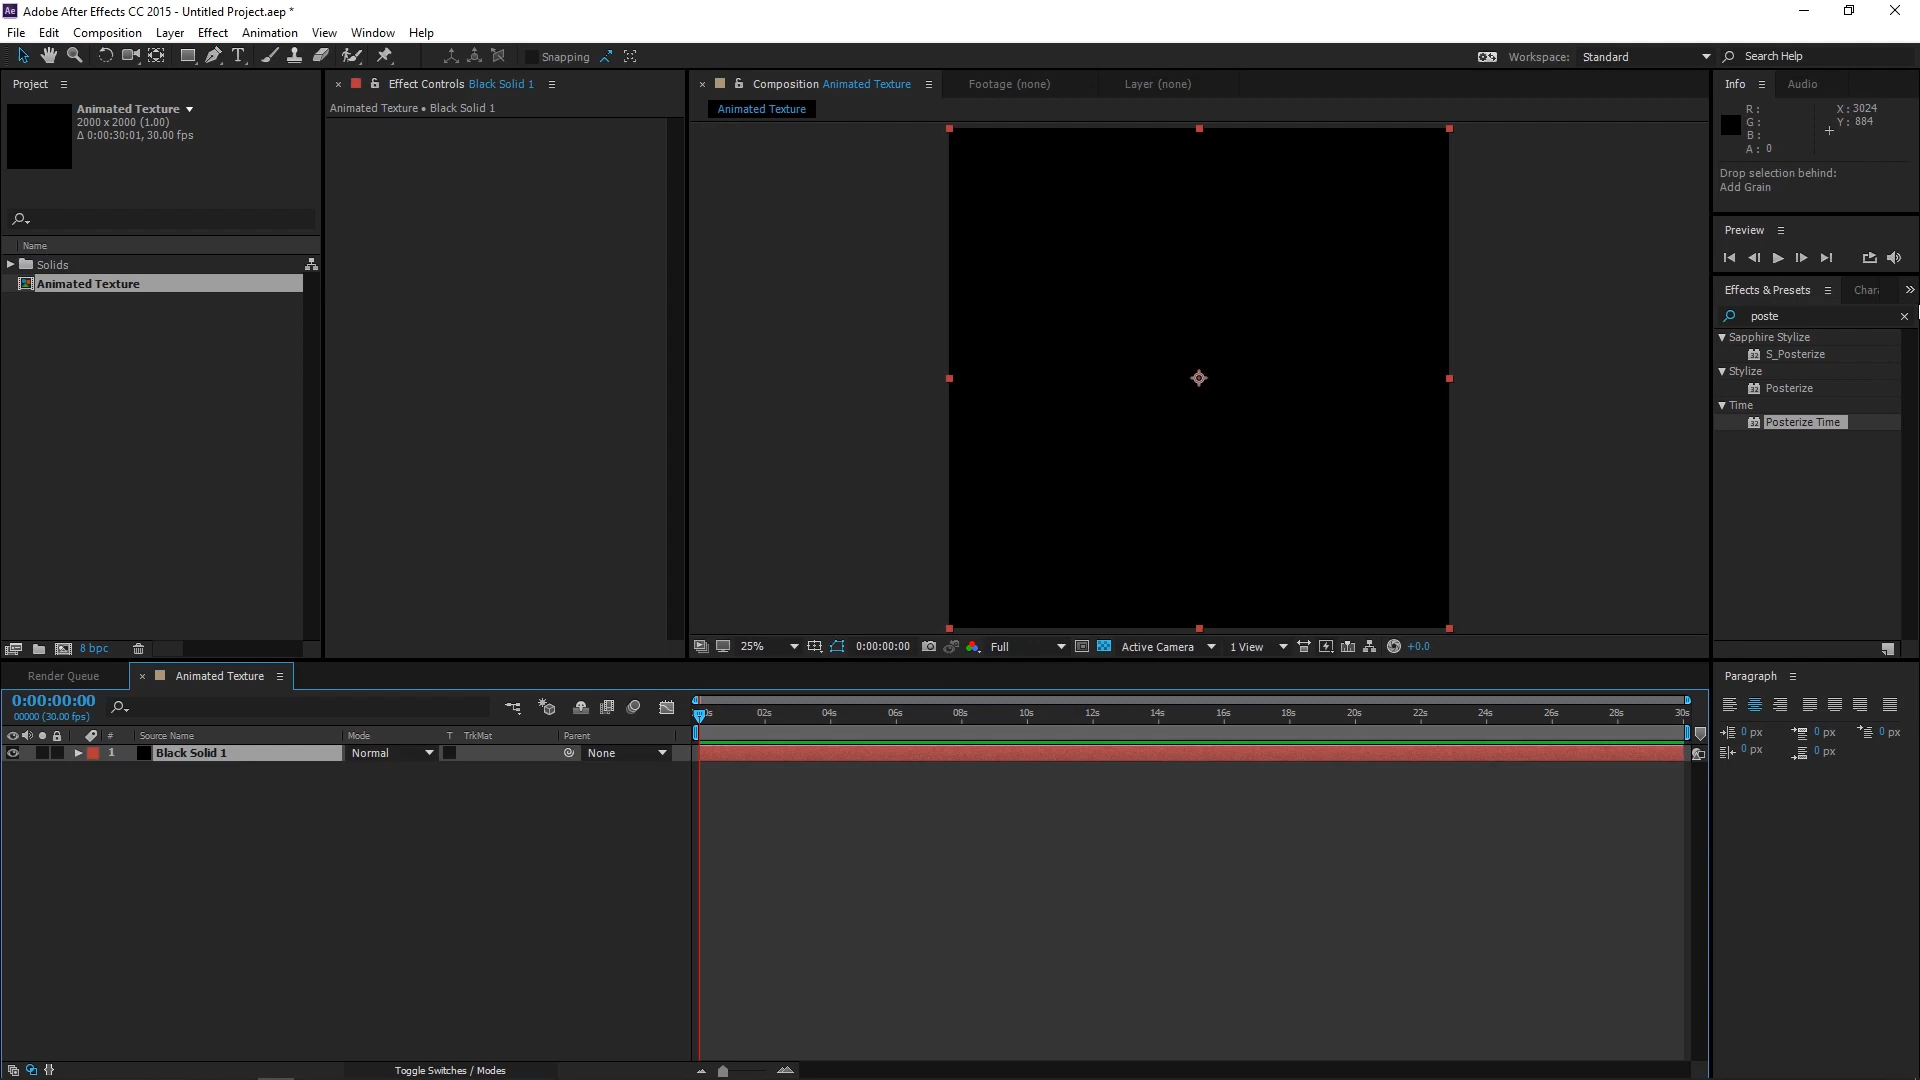 Ae Adobe After Effects CC 2015 - Untitled Project.aep *
File Edit Composition Layer Effect Animation View Window Help
Snapping
Workspace: Standard
Search Help
Project
Animated Texture
2000 x 2000 (1.00)
Δ 0:00:30:01, 30.00 fps
Name
Solids
Animated Texture
8 bpc
Effect Controls Black Solid 1
Animated Texture • Black Solid 1
Composition Animated Texture
Footage (none)
Layer (none)
Animated Texture
25%
0:00:00:00
Full
Active Camera
1 View
+0.0
Info Audio
R:
G:
B:
A: 0
X: 3024
Y: 884
Drop selection behind:
Add Grain
Preview
Effects & Presets
poste
Sapphire Stylize
32 S_Posterize
Stylize
32 Posterize
Time
32 Posterize Time
Render Queue
Animated Texture
0:00:00:00
00000 (30.00 fps)
02s 04s 06s 08s 10s 12s 14s 16s 18s 20s 22s 24s 26s 28s 30s
# Source Name Mode T TrkMat Parent
1 Black Solid 1 Normal None
Toggle Switches / Modes
Paragraph
0 px 0 px 0 px
0 px 0 px